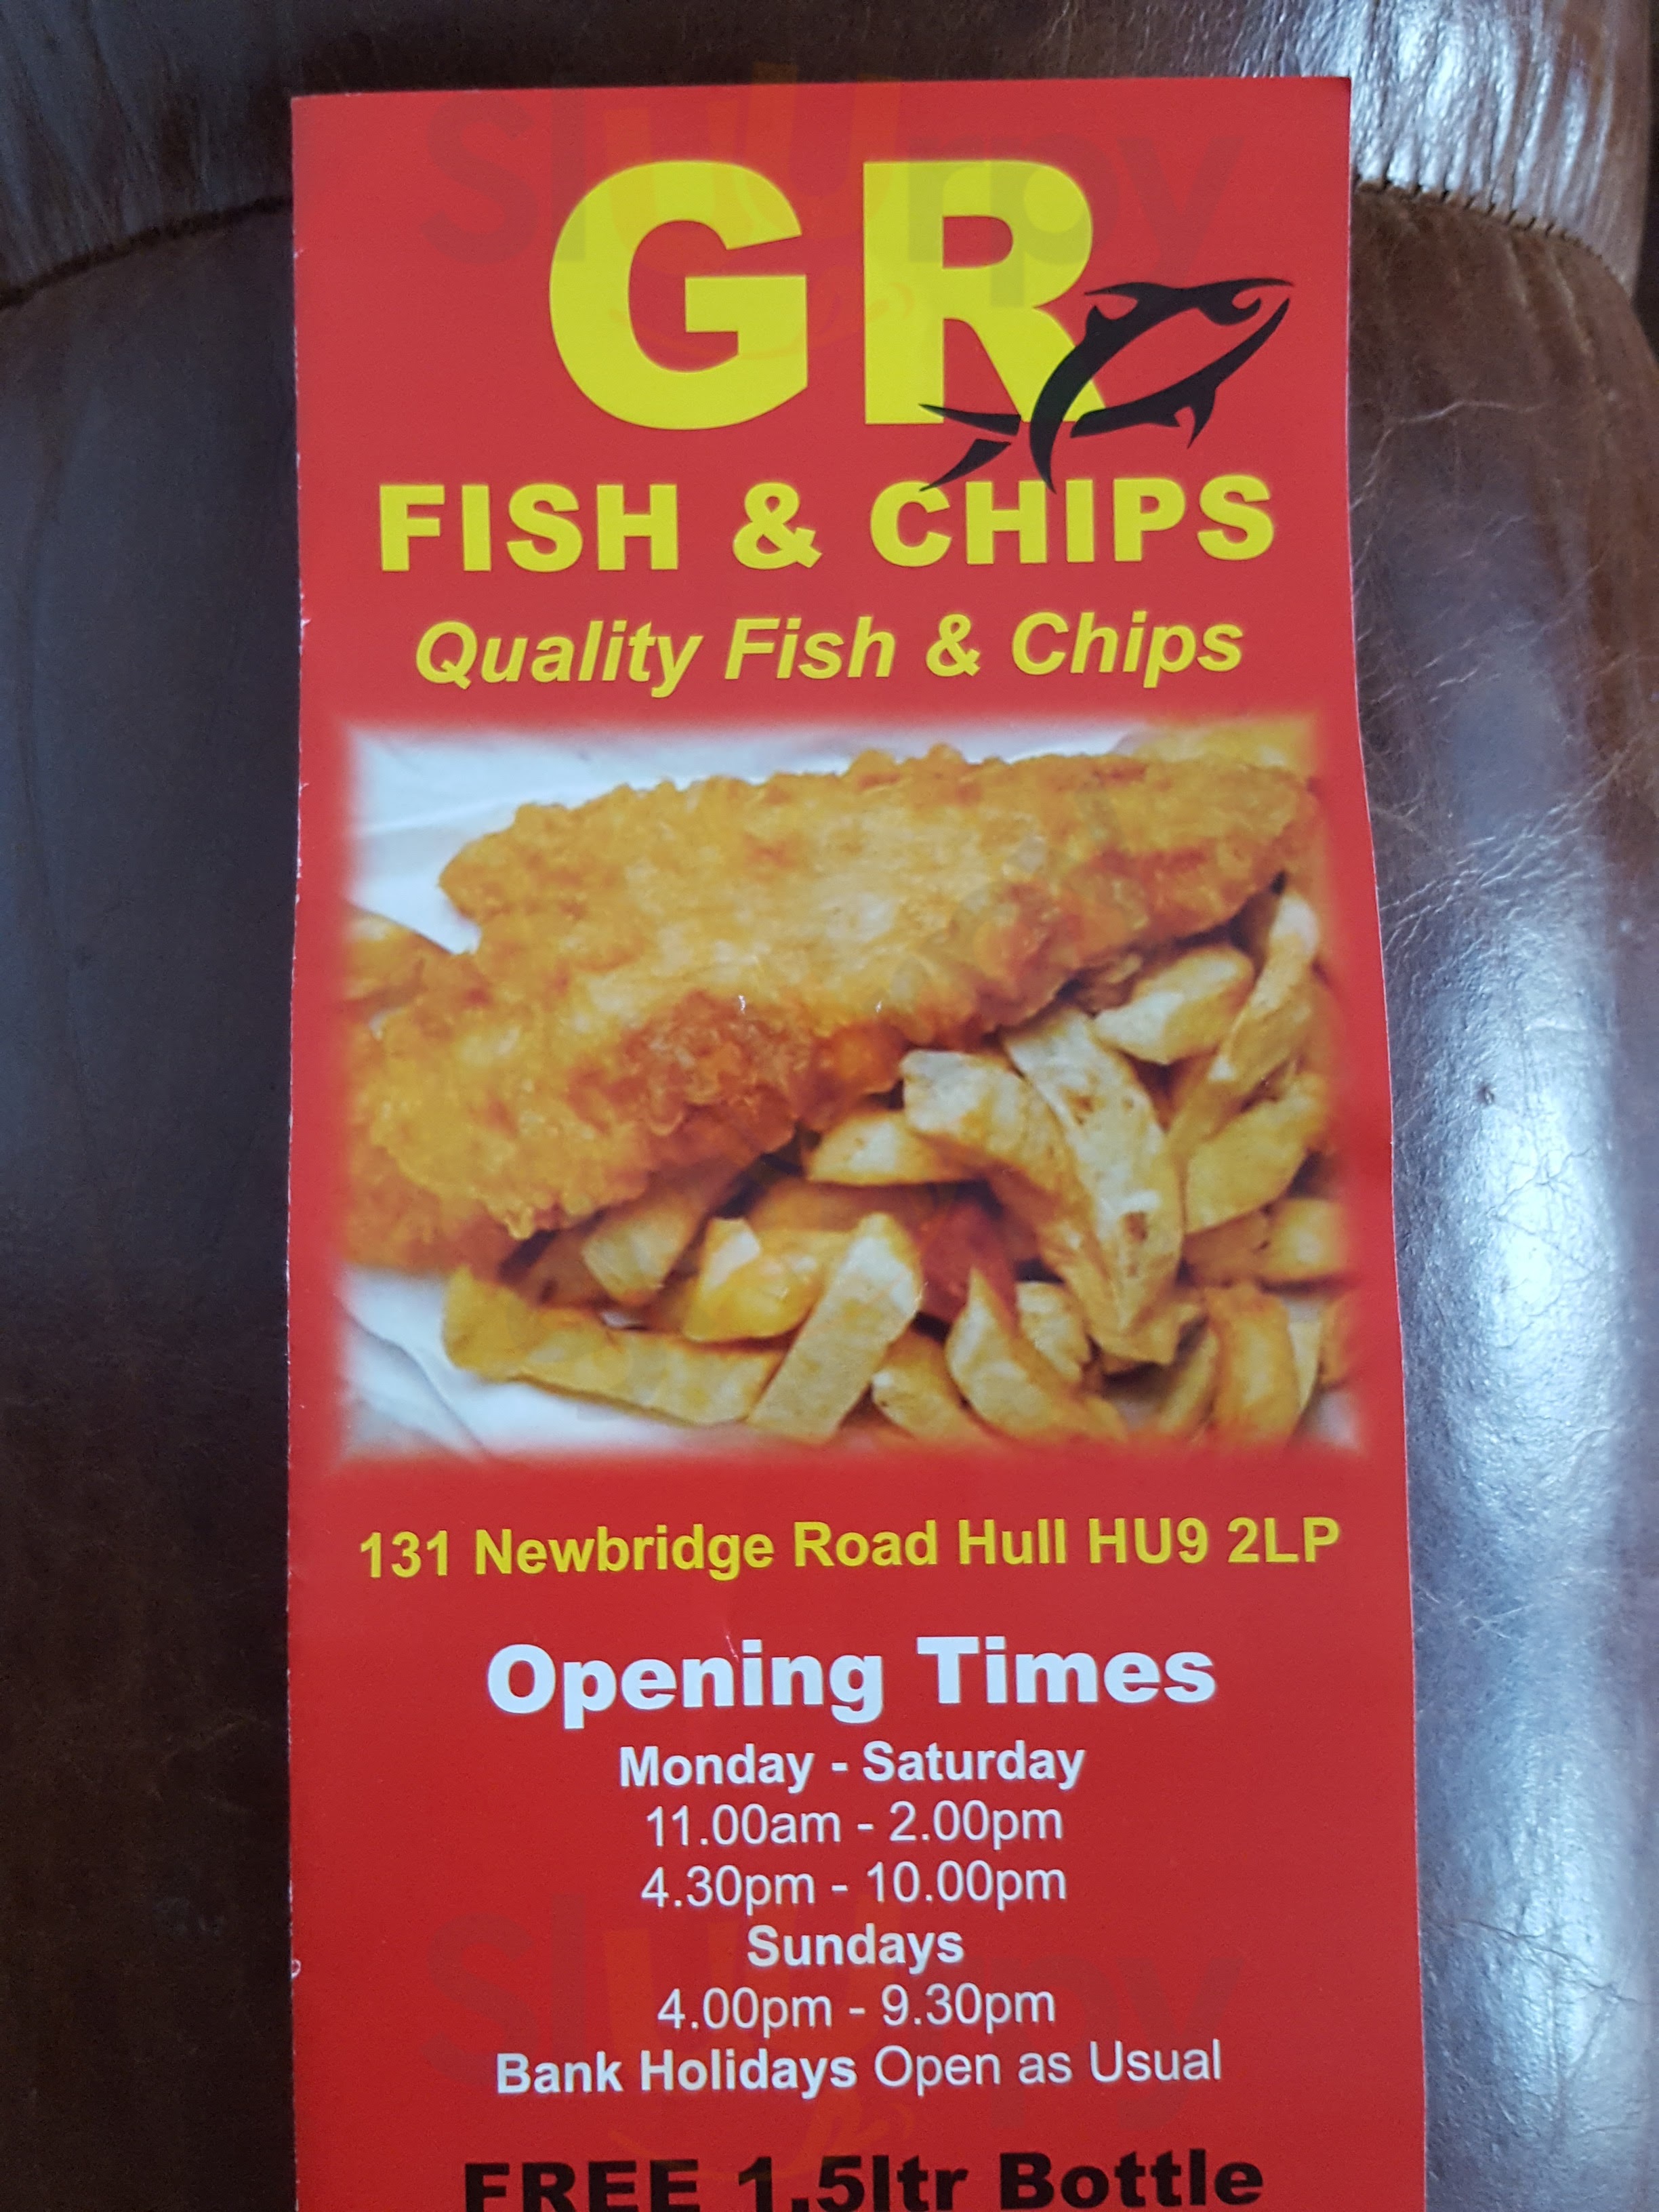 GR
FISH & CHIPS
Quality Fish & Chips
131 Newbridge Road Hull HU9 2LP
Opening Times
Monday - Saturday
11.00am - 2.00pm
4.30pm - 10.00pm
Sundays
4.00pm - 9.30pm
Bank Holidays Open as Usual
FREE 1.5ltr Bottle
Sluurpy
Sluurpy